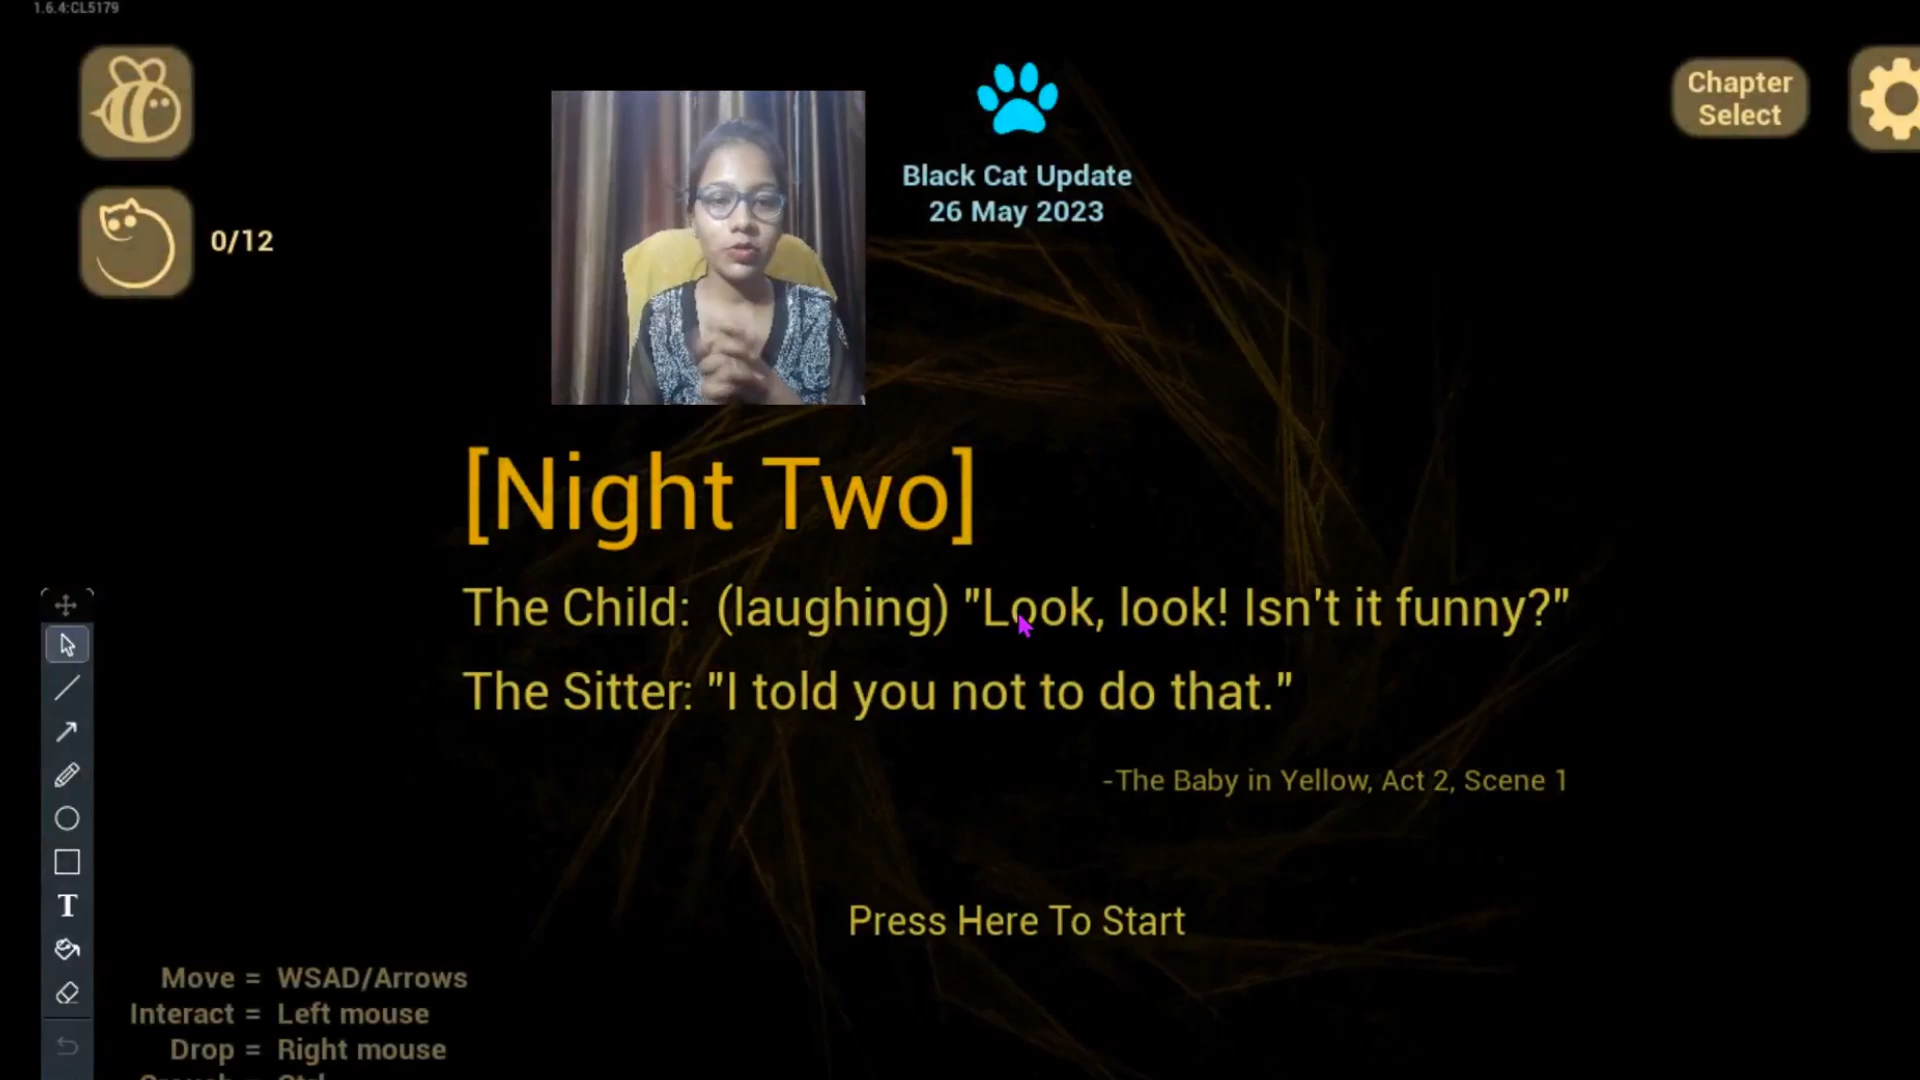 1.6.4:CL5179
Chapter
Select
Black Cat Update
26 May 2023
0/12
[Night Two]
The Child: (laughing) "Look, look! Isn't it funny?"
The Sitter: "I told you not to do that."
-The Baby in Yellow, Act 2, Scene 1
Press Here To Start
T
Move = WSAD/Arrows
Interact = Left mouse
Drop = Right mouse